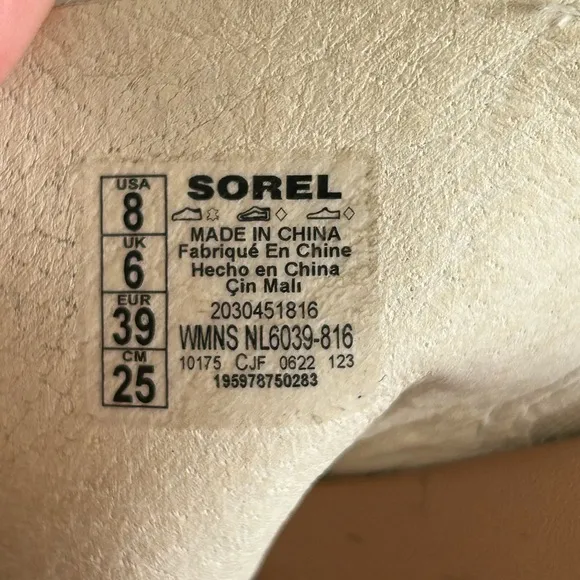 USA
8
UK
6
EUR
39
CM
25
SOREL
MADE IN CHINA
Fabriqué En Chine
Hecho en China
Çin Malı
2030451816
WMNS NL6039-816
10175 CJF 0622 123
195978750283